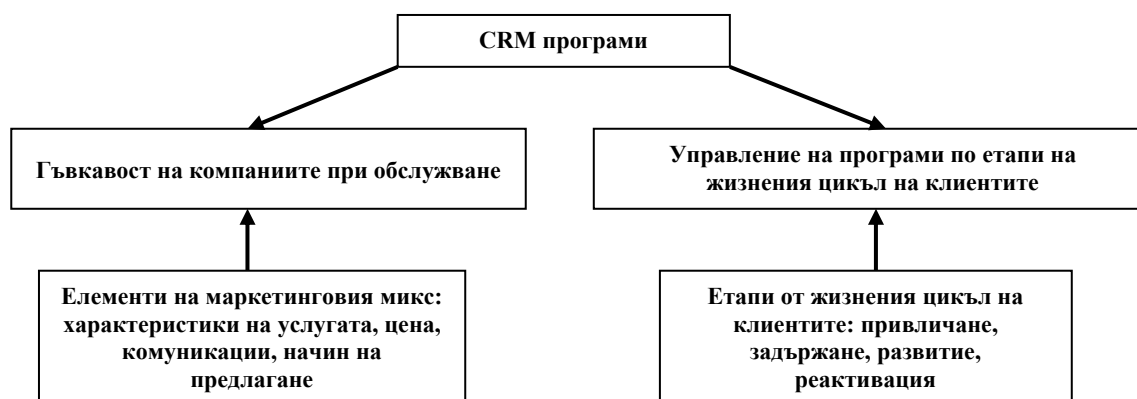 CRM програми
Гъвкавост на компаниите при обслужване
Управление на програми по етапи на
жизнения цикъл на клиентите
Елементи на маркетинговия микс:
характеристики на услугата, цена,
комуникации, начин на
предлагане
Етапи от жизнения цикъл на
клиентите: привличане,
задържане, развитие,
реактивация